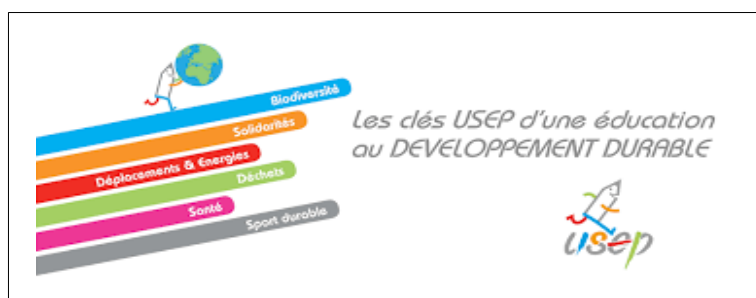 Biodiversité
Solidarités
Déplacements & Energies
Déchets
Santé
Sport durable
Les clés USEP d'une éducation
au DEVELOPPEMENT DURABLE
usep